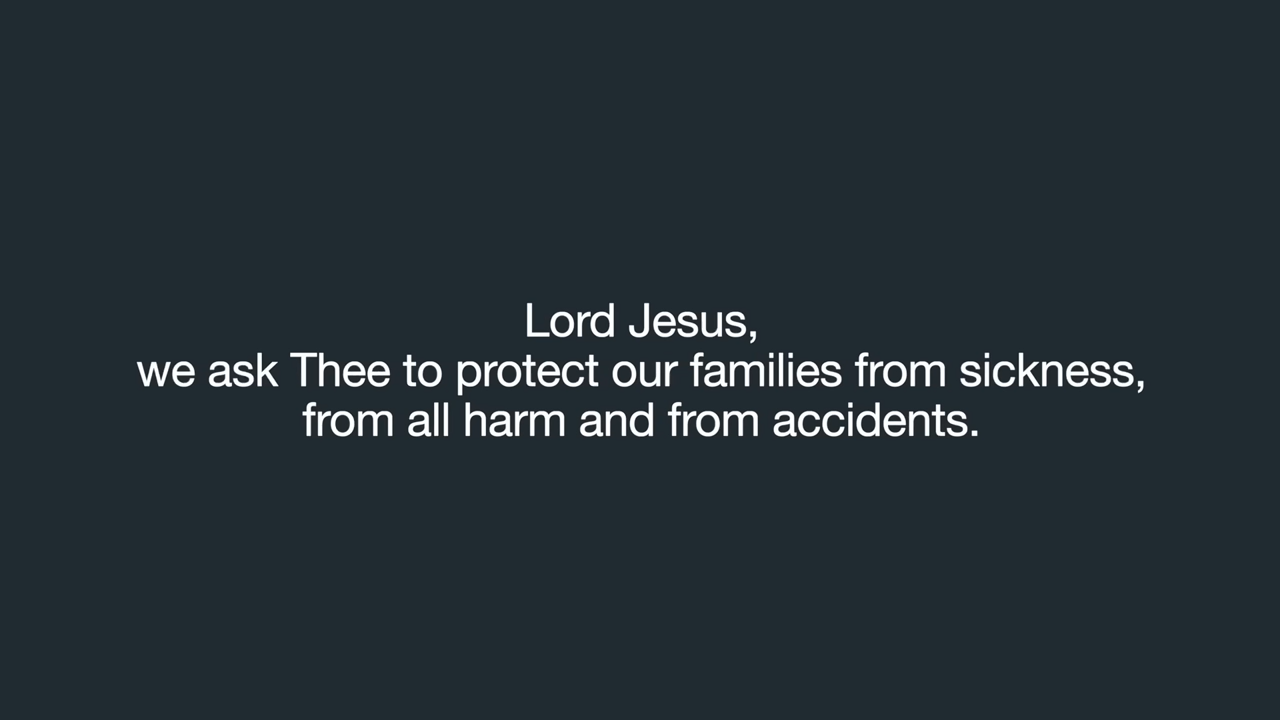 Lord Jesus,
we ask Thee to protect our families from sickness,
from all harm and from accidents.